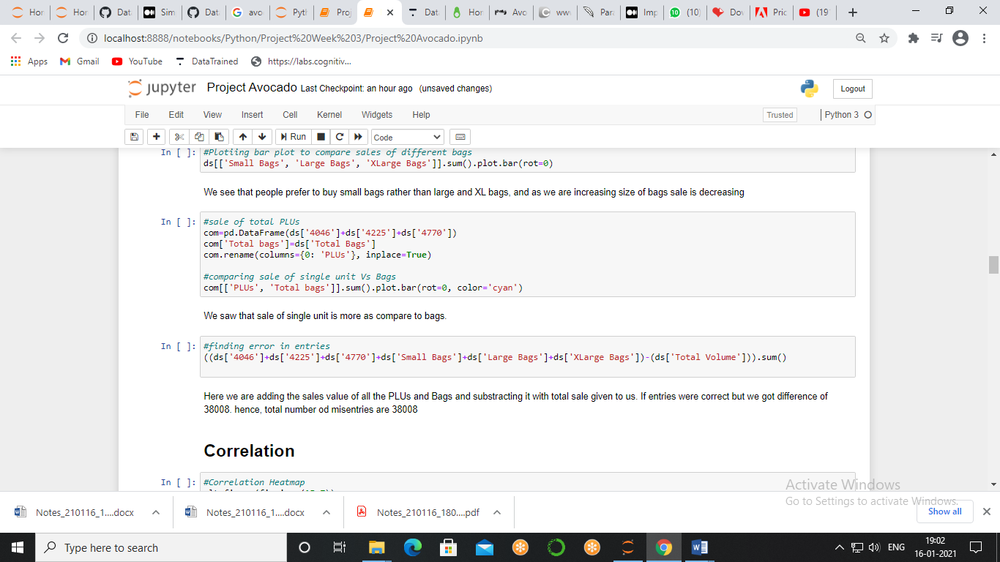 Hor
Hor
Dat
Sim
Dat
avo
Pyt
Proj
Dat
Hor
Avo
ww
Par
Imp
(10)
Dov
Pric
(19
localhost:8888/notebooks/Python/Project%20Week%203/Project%20Avocado.ipynb
Apps
Gmail
YouTube
DataTrained
https://labs.cognitiv...
jupyter
Project Avocado Last Checkpoint: an hour ago (unsaved changes)
Logout
File Edit View Insert Cell Kernel Widgets Help
Trusted
Python 3
Run
Code
In [ ]: #Plotiing bar plot to compare sales of different bags
ds[['Small Bags', 'Large Bags', 'XLarge Bags']].sum().plot.bar(rot=0)
We see that people prefer to buy small bags rather than large and XL bags, and as we are increasing size of bags sale is decreasing
In [ ]: #sale of total PLUs
com=pd.DataFrame(ds['4046']+ds['4225']+ds['4770'])
com['Total bags']=ds['Total Bags']
com.rename(columns={0: 'PLUs'}, inplace=True)
#comparing sale of single unit Vs Bags
com[['PLUs', 'Total bags']].sum().plot.bar(rot=0, color='cyan')
We saw that sale of single unit is more as compare to bags.
In [ ]: #finding error in entries
((ds['4046']+ds['4225']+ds['4770']+ds['Small Bags']+ds['Large Bags']+ds['XLarge Bags'])-(ds['Total Volume'])).sum()
Here we are adding the sales value of all the PLUs and Bags and substracting it with total sale given to us. If entries were correct but we got difference of
38008. hence, total number od misentries are 38008
Correlation
In [ ]: #Correlation Heatmap
Activate Windows
Go to Settings to activate Windows.
Notes_210116_1....docx
Notes_210116_1....docx
Notes_210116_180....pdf
Show all
Type here to search
ENG
19:02
16-01-2021